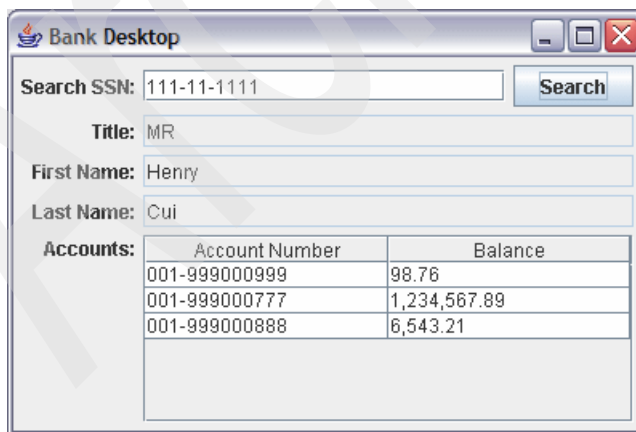 Bank Desktop
Search SSN: 111-11-1111 Search
Title: MR
First Name: Henry
Last Name: Cui
Accounts: Account Number Balance
001-999000999 98.76
001-999000777 1,234,567.89
001-999000888 6,543.21